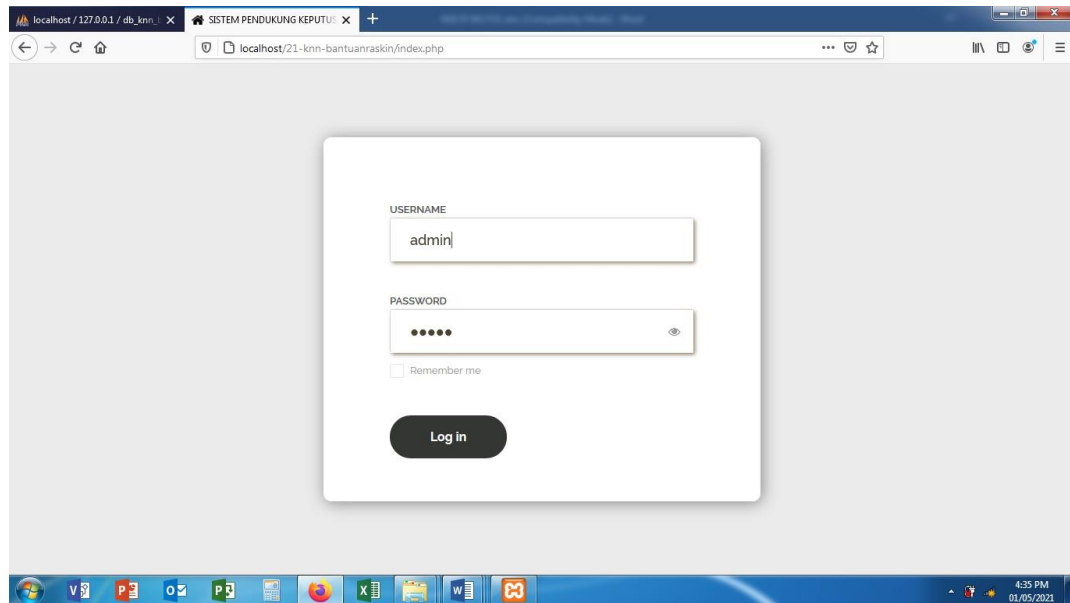 localhost / 127.0.0.1 / db_knn_b
SISTEM PENDUKUNG KEPUTUS
localhost/21-knn-bantuanraskin/index.php
USERNAME
admin
PASSWORD
Remember me
Log in
4:35 PM
01/05/2021